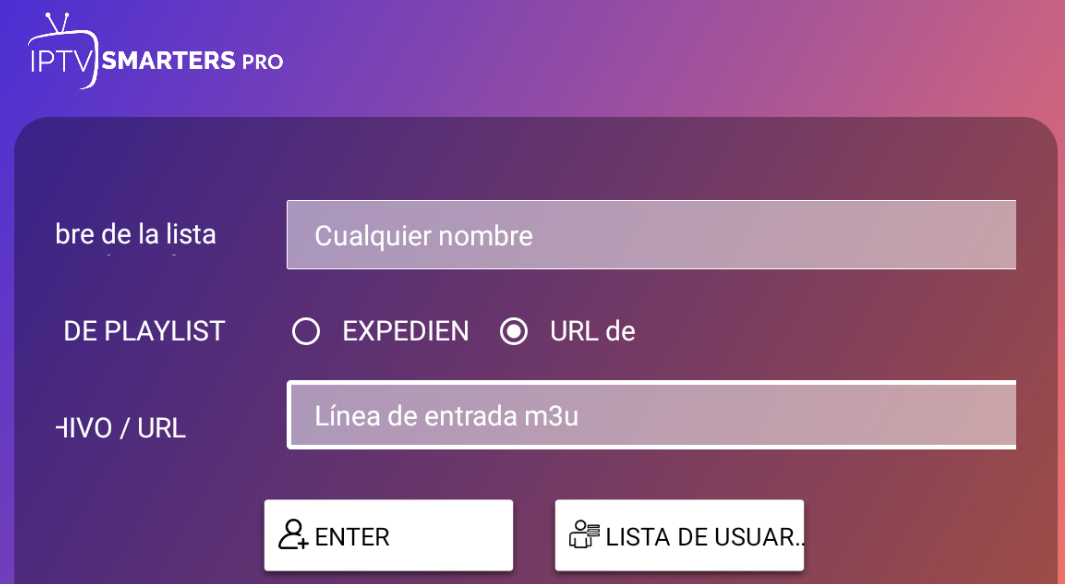 IPTV SMARTERS PRO
bre de la lista
Cualquier nombre
DE PLAYLIST
EXPEDIEN
URL de
HIVO / URL
Línea de entrada m3u
ENTER
LISTA DE USUAR..